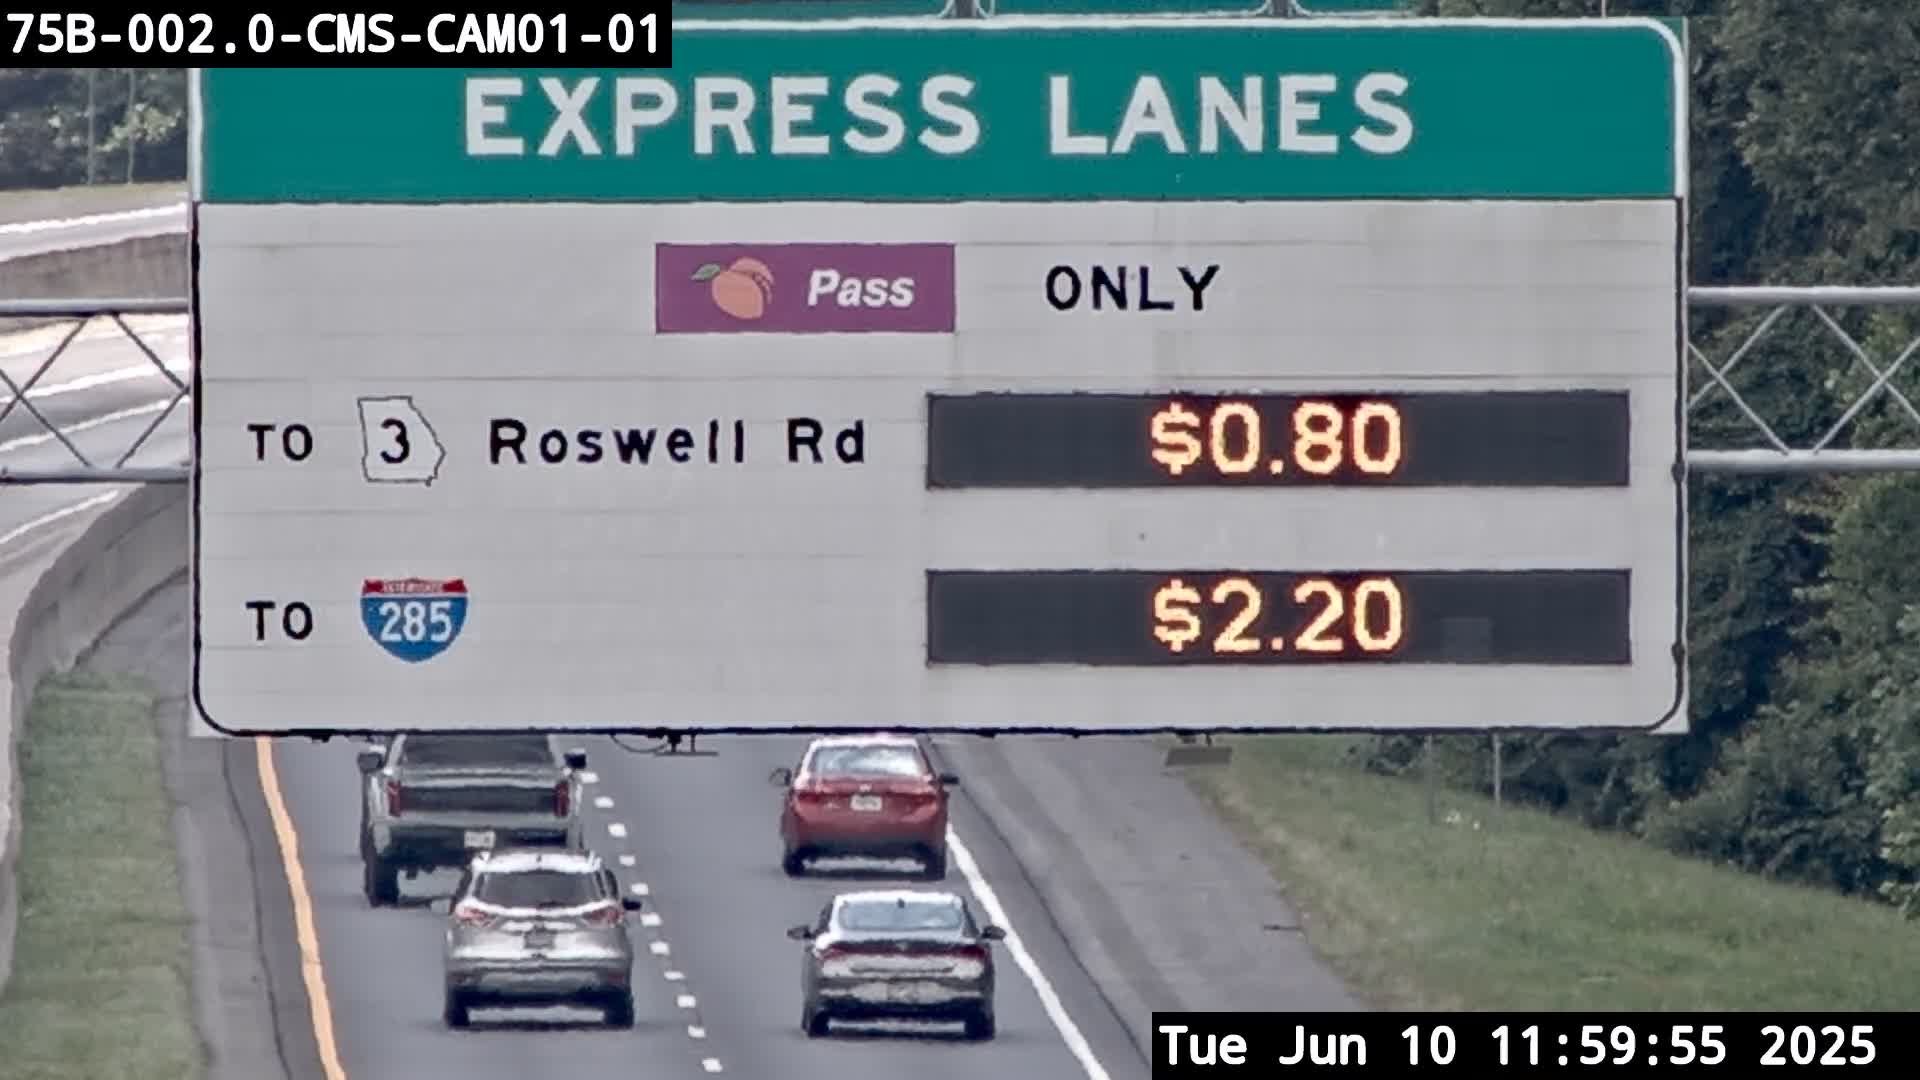 75B-002.0-CMS-CAM01-01
EXPRESS LANES
Pass ONLY
TO 3 Roswell Rd $0.80
TO INTERSTATE 285 $2.20
Tue Jun 10 11:59:55 2025